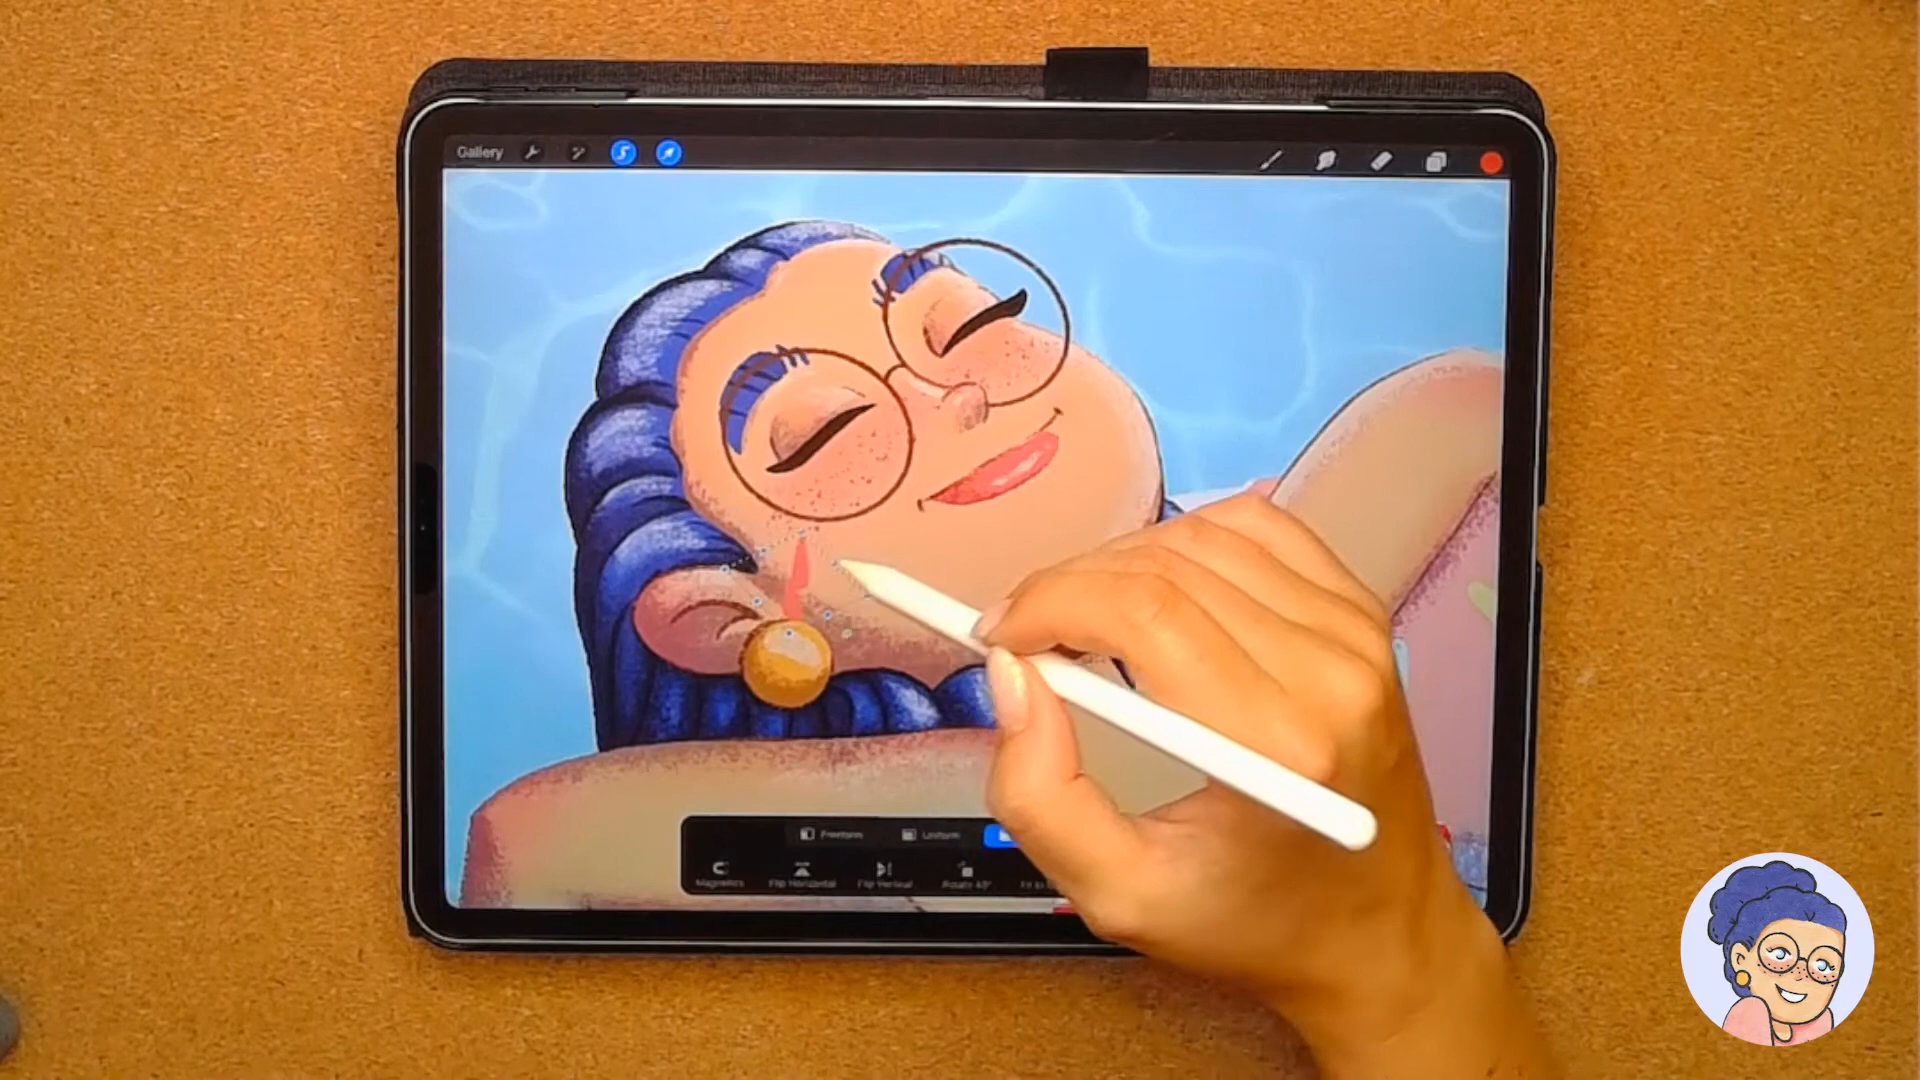 Gallery
Freeform
Uniform
Magnetics
Flip Horizontal
Flip Vertical
Rotate 45°